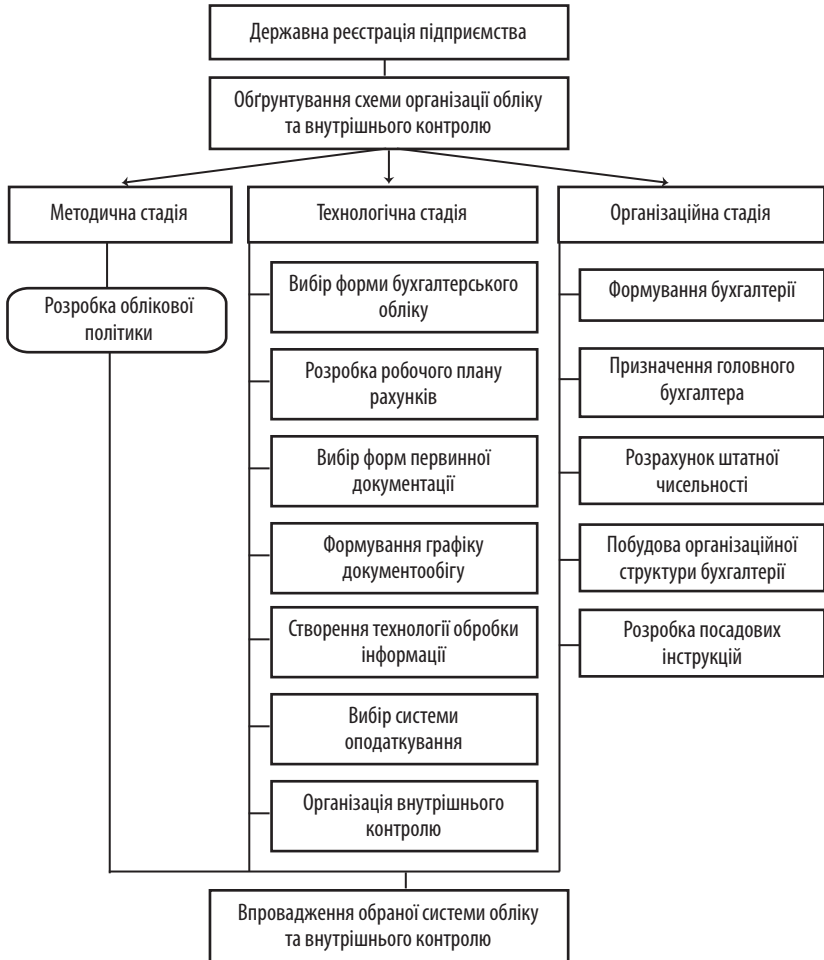 Державна реєстрація підприємства
Обґрунтування схеми організації обліку
та внутрішнього контролю
Методична стадія
Технологічна стадія
Організаційна стадія
Розробка облікової
політики
Вибір форми бухгалтерського
обліку
Розробка робочого плану
рахунків
Вибір форм первинної
документації
Формування графіку
документообігу
Створення технології обробки
інформації
Вибір системи
оподаткування
Організація внутрішнього
контролю
Формування бухгалтерії
Призначення головного
бухгалтера
Розрахунок штатної
чисельності
Побудова організаційної
структури бухгалтерії
Розробка посадових
інструкцій
Впровадження обраної системи обліку
та внутрішнього контролю